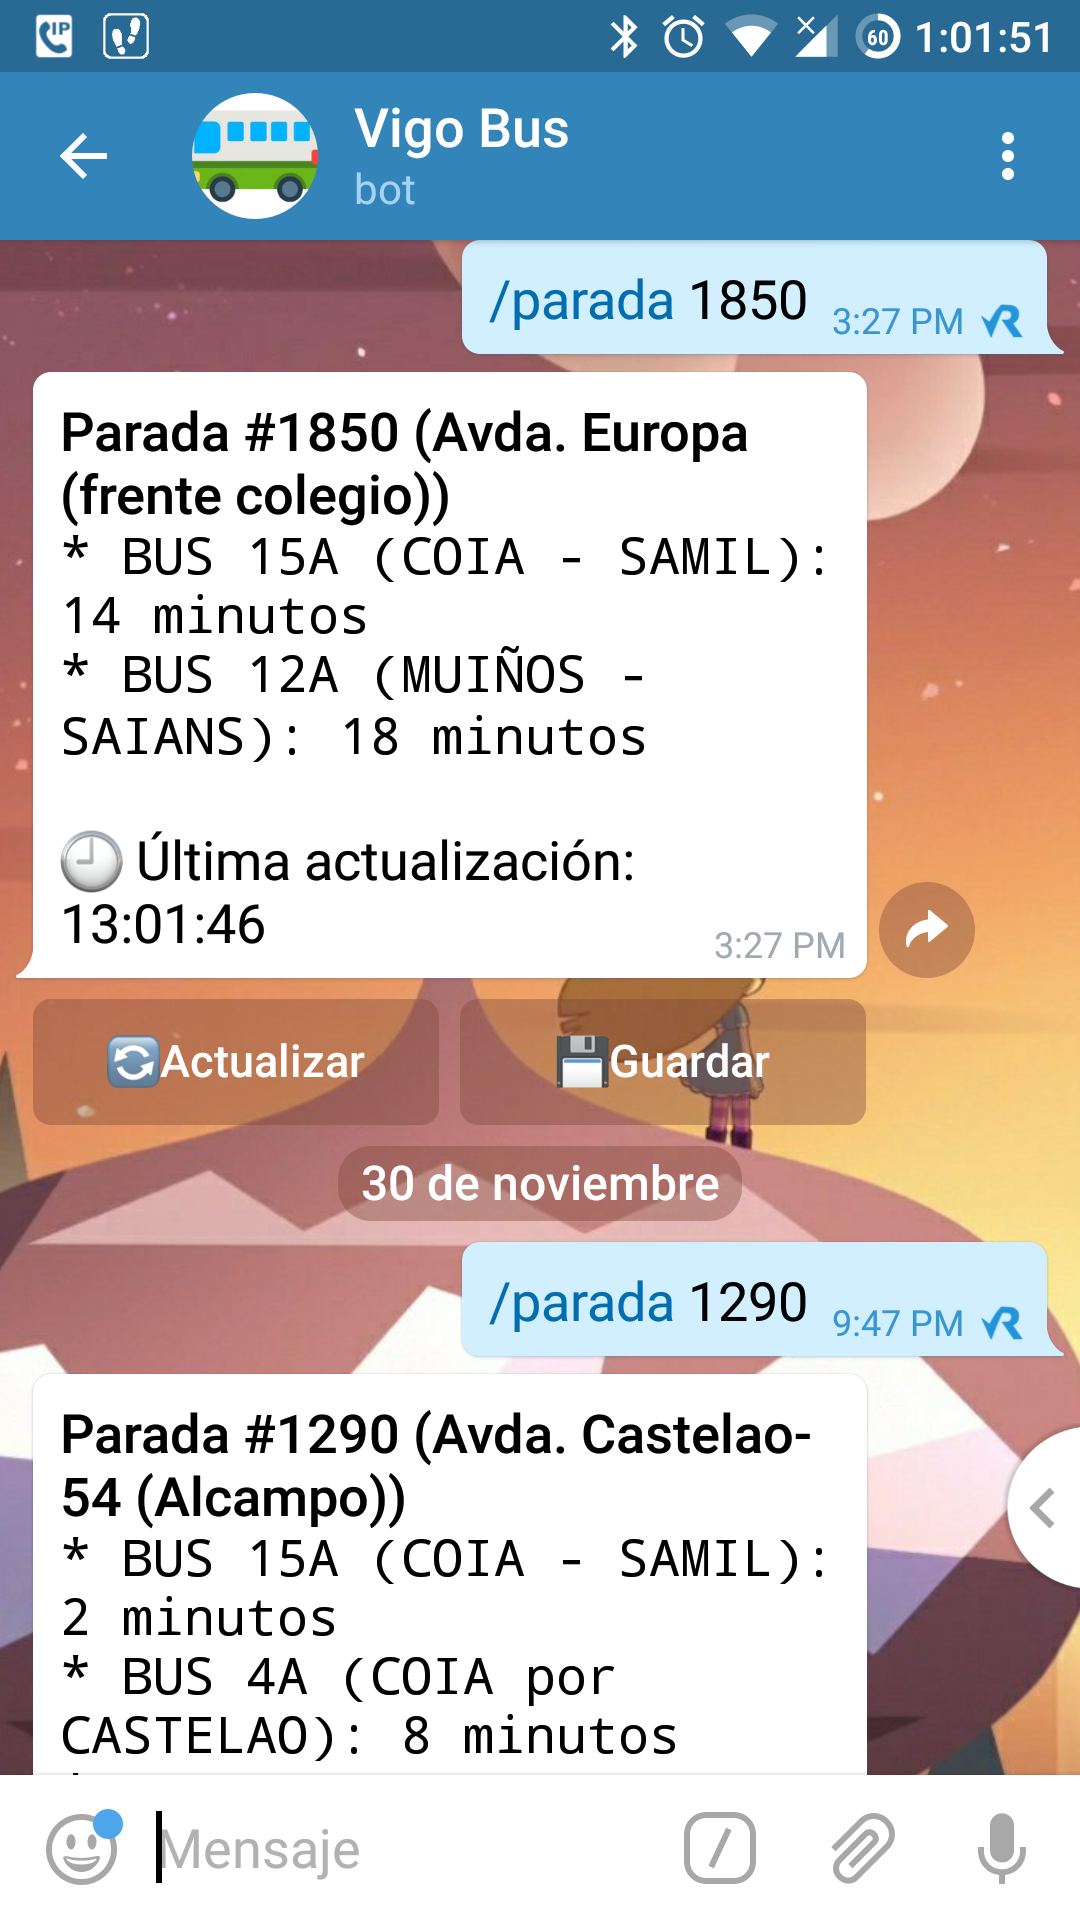 IP
60 1:01:51
Vigo Bus
bot
/parada 1850 3:27 PM
Parada #1850 (Avda. Europa
(frente colegio))
* BUS 15A (COIA - SAMIL):
14 minutos
* BUS 12A (MUIÑOS -
SAIANS): 18 minutos
Última actualización:
13:01:46
3:27 PM
Actualizar Guardar
30 de noviembre
/parada 1290 9:47 PM
Parada #1290 (Avda. Castelao-
54 (Alcampo))
* BUS 15A (COIA - SAMIL):
2 minutos
* BUS 4A (COIA por
CASTELAO): 8 minutos
Mensaje